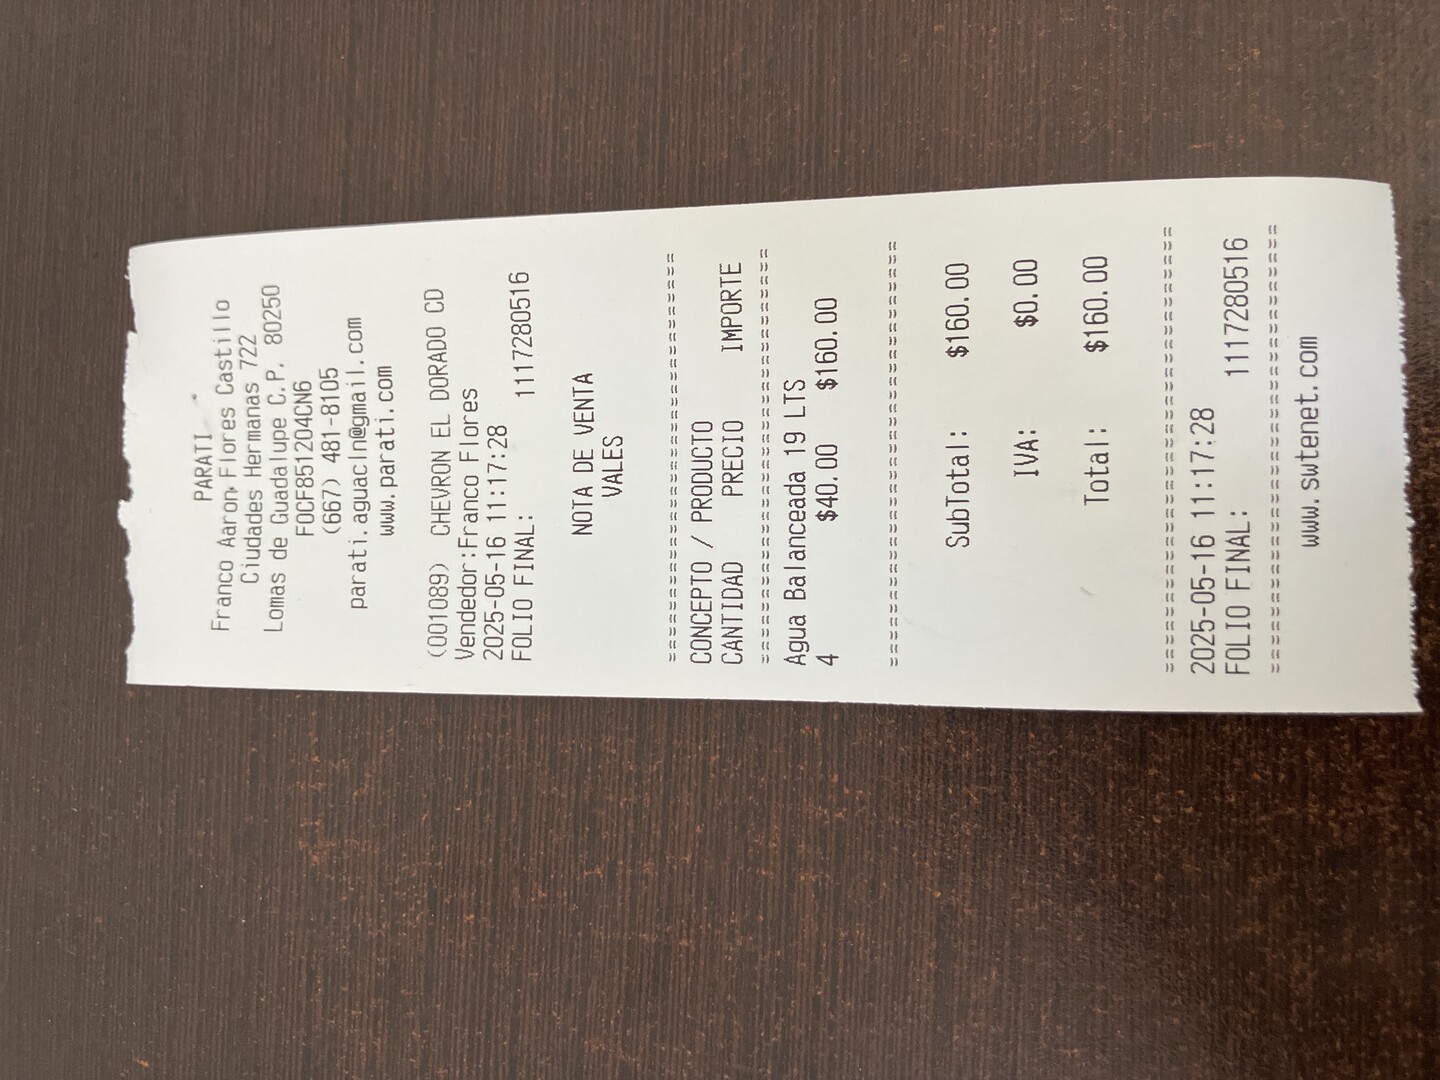 PARATI
Franco Aaron Flores Castillo
Ciudades Hermanas 722
Lomas de Guadalupe C.P. 80250
FOCF851204CN6
(667) 481-8105
parati.aguacln@gmail.com
www.parati.com
(001089) CHEVRON EL DORADO CD
Vendedor:Franco Flores
2025-05-16 11:17:28
FOLIO FINAL: 1117280516
NOTA DE VENTA
VALES
==============================
CONCEPTO / PRODUCTO
CANTIDAD PRECIO IMPORTE
==============================
Agua Balanceada 19 LTS
4 $40.00 $160.00
==============================
SubTotal: $160.00
IVA: $0.00
Total: $160.00
==============================
2025-05-16 11:17:28
FOLIO FINAL: 1117280516
==============================
www.swtenet.com